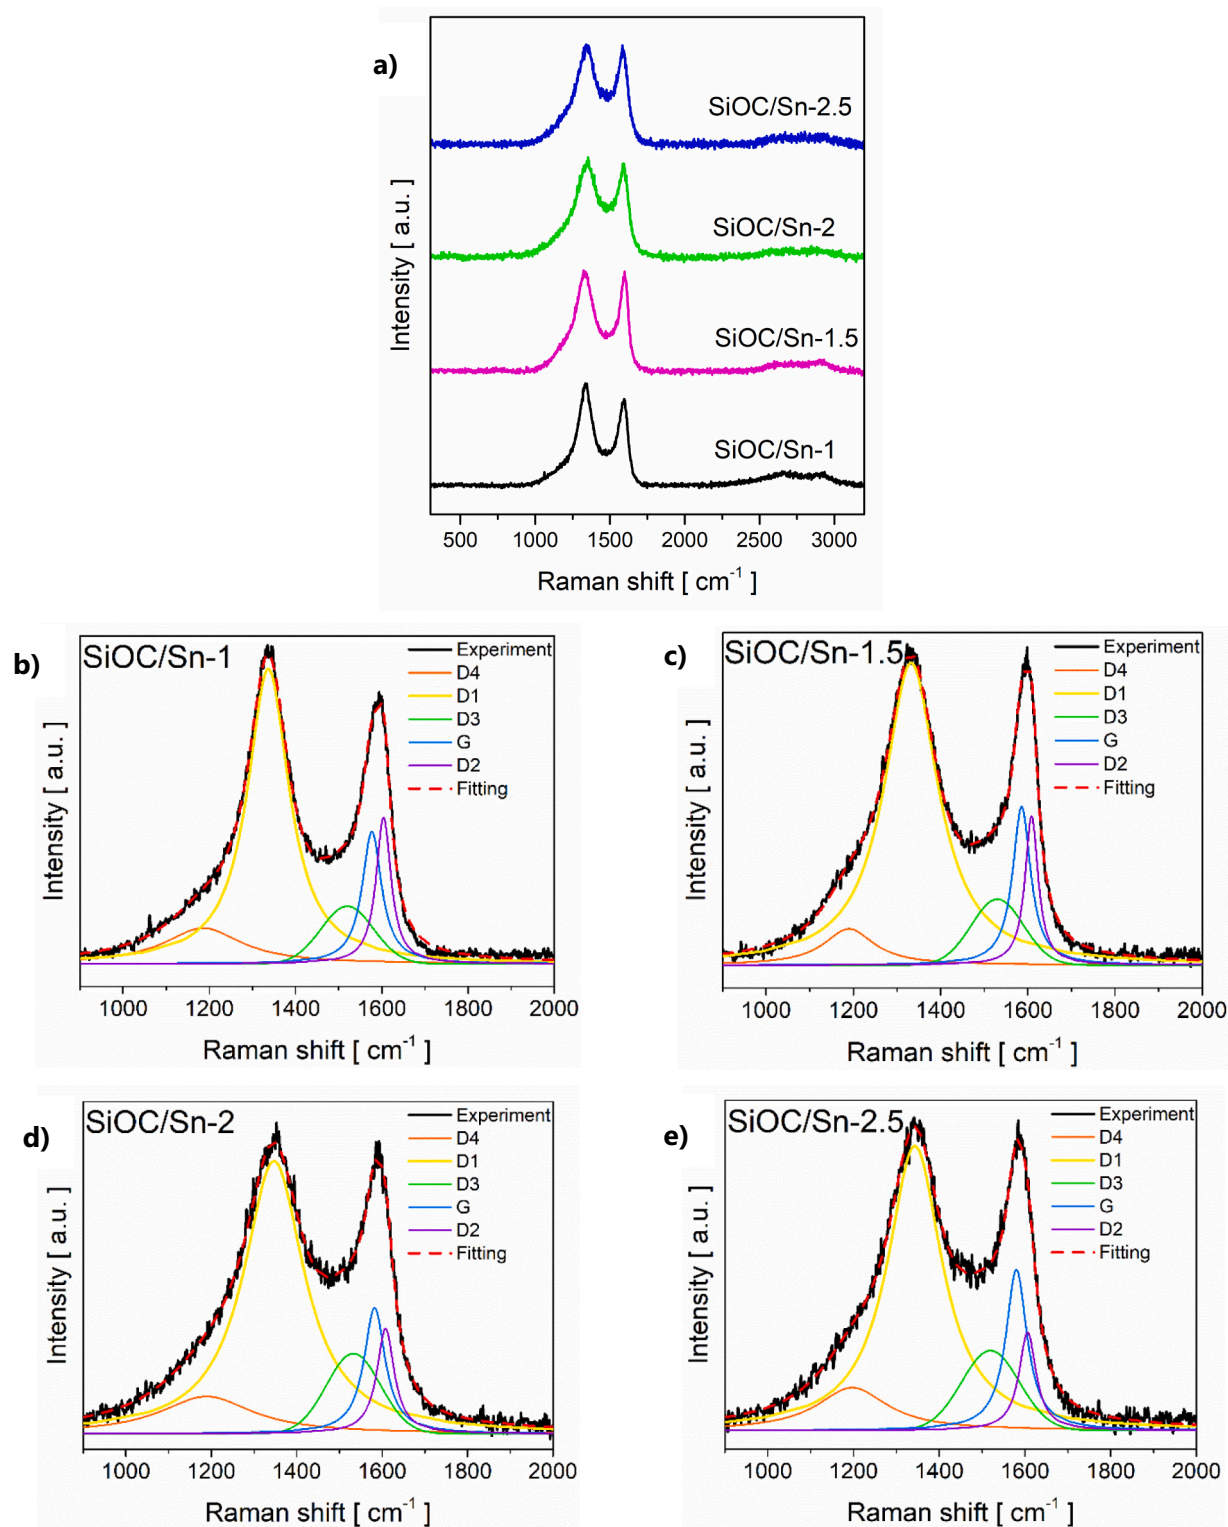 a)
SiOC/Sn-2.5
SiOC/Sn-2
SiOC/Sn-1.5
SiOC/Sn-1
Intensity [ a.u. ]
500 1000 1500 2000 2500 3000
Raman shift [ cm⁻¹ ]
b)
SiOC/Sn-1
Experiment
D4
D1
D3
G
D2
Fitting
Intensity [ a.u. ]
1000 1200 1400 1600 1800 2000
Raman shift [ cm⁻¹ ]
c)
SiOC/Sn-1.5
Experiment
D4
D1
D3
G
D2
Fitting
Intensity [ a.u. ]
1000 1200 1400 1600 1800 2000
Raman shift [ cm⁻¹ ]
d)
SiOC/Sn-2
Experiment
D4
D1
D3
G
D2
Fitting
Intensity [ a.u. ]
1000 1200 1400 1600 1800 2000
Raman shift [ cm⁻¹ ]
e)
SiOC/Sn-2.5
Experiment
D4
D1
D3
G
D2
Fitting
Intensity [ a.u. ]
1000 1200 1400 1600 1800 2000
Raman shift [ cm⁻¹ ]